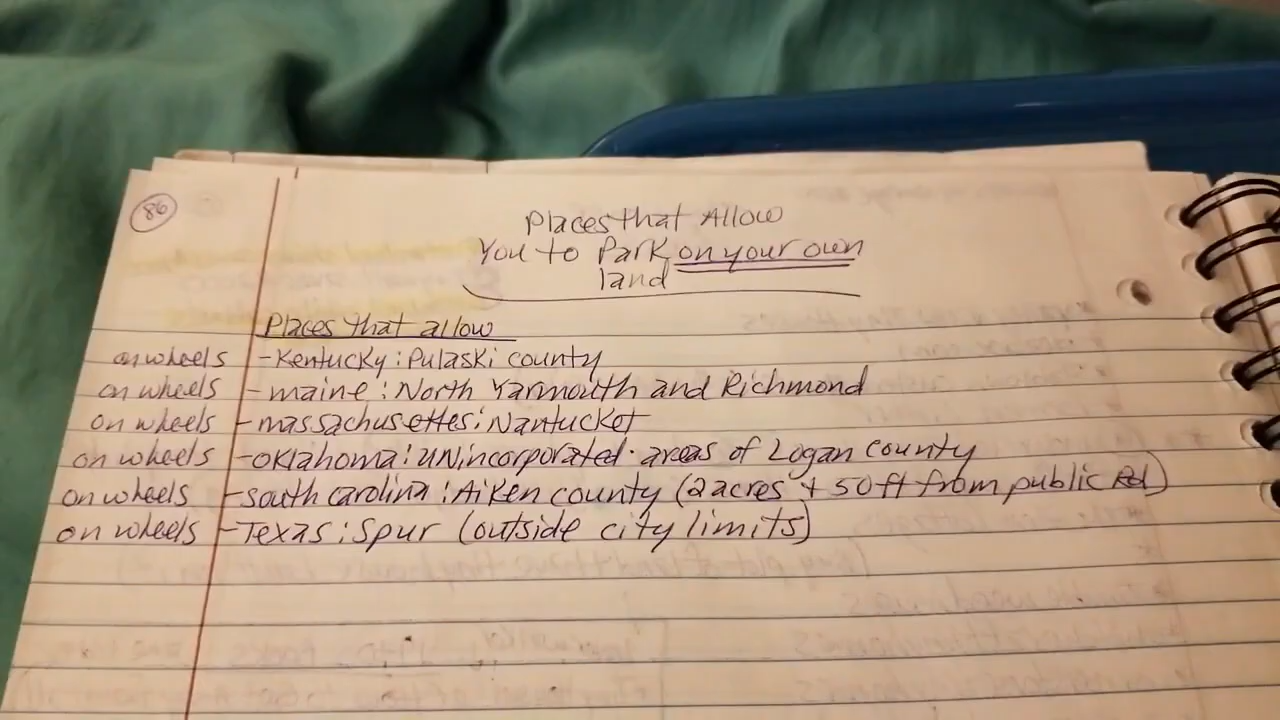 86
Places that Allow
You to Park on your own
land
Places that allow
on wheels -Kentucky: Pulaski county
on wheels -maine: North Yarmouth and Richmond
on wheels -massachusettes: Nantucket
on wheels -oklahoma: unincorporated areas of Logan county
on wheels -south carolina: Aiken county (2 acres + 50ft from public Rd)
on wheels -Texas: Spur (outside city limits)